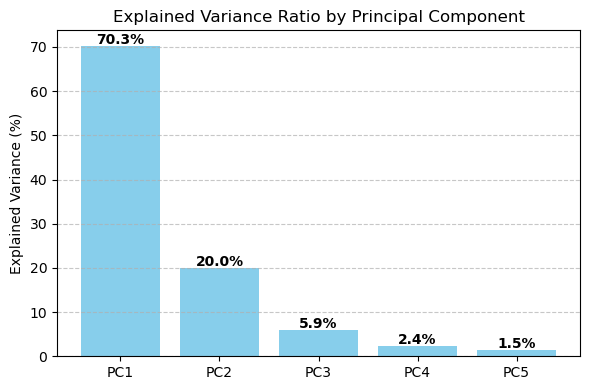 Explained Variance Ratio by Principal Component
Explained Variance (%)
70
60
50
40
30
20
10
0
70.3%
20.0%
5.9%
2.4%
1.5%
PC1
PC2
PC3
PC4
PC5